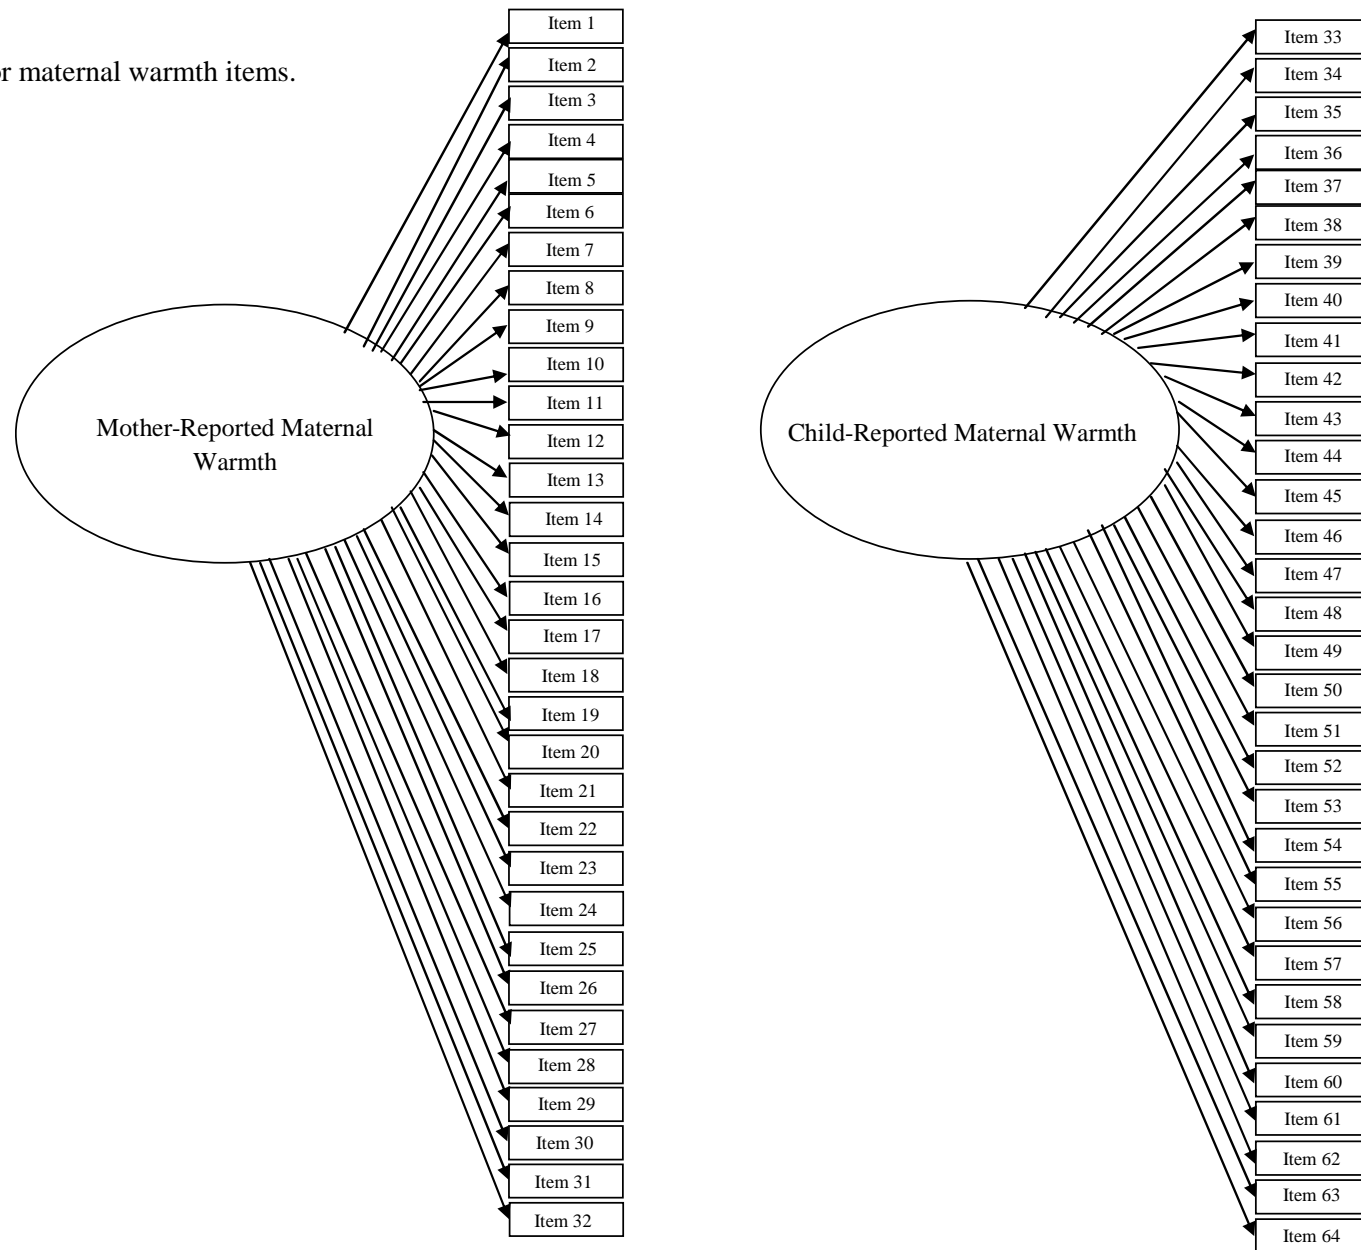 or maternal warmth items.
Mother-Reported Maternal
Warmth
Item 1
Item 2
Item 3
Item 4
Item 5
Item 6
Item 7
Item 8
Item 9
Item 10
Item 11
Item 12
Item 13
Item 14
Item 15
Item 16
Item 17
Item 18
Item 19
Item 20
Item 21
Item 22
Item 23
Item 24
Item 25
Item 26
Item 27
Item 28
Item 29
Item 30
Item 31
Item 32
Child-Reported Maternal Warmth
Item 33
Item 34
Item 35
Item 36
Item 37
Item 38
Item 39
Item 40
Item 41
Item 42
Item 43
Item 44
Item 45
Item 46
Item 47
Item 48
Item 49
Item 50
Item 51
Item 52
Item 53
Item 54
Item 55
Item 56
Item 57
Item 58
Item 59
Item 60
Item 61
Item 62
Item 63
Item 64